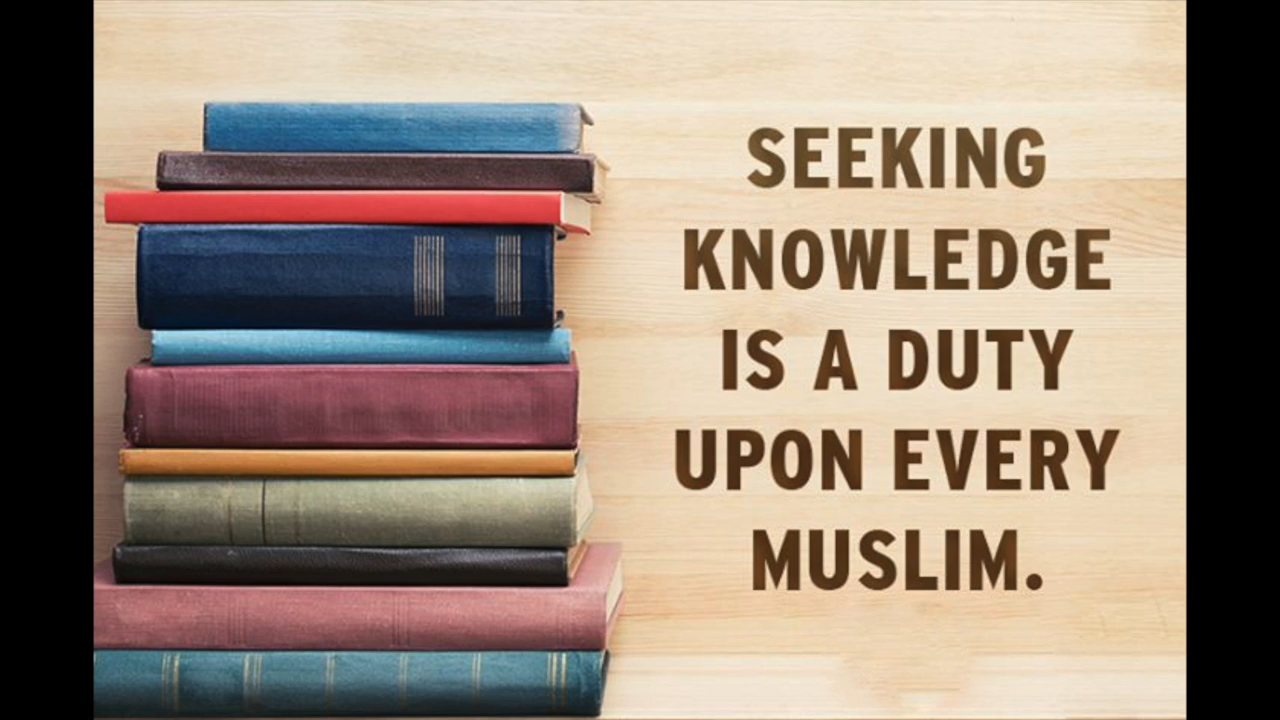 SEEKING
KNOWLEDGE
IS A DUTY
UPON EVERY
MUSLIM.